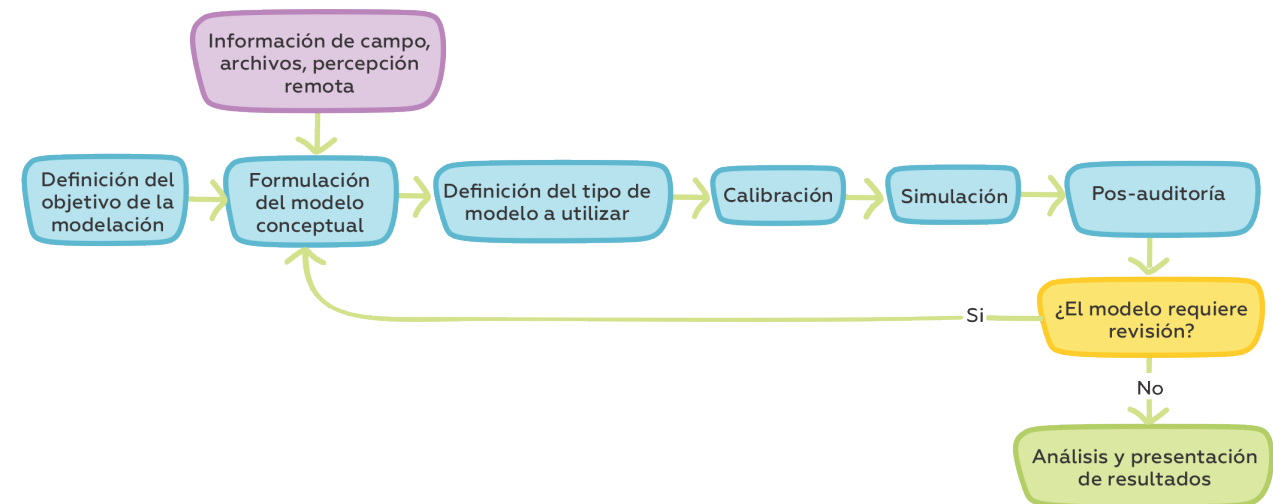 Información de campo,
archivos, percepción
remota
Definición del
objetivo de la
modelación
Formulación
del modelo
conceptual
Definición del tipo de
modelo a utilizar
Calibración
Simulación
Pos-auditoría
¿El modelo requiere
revisión?
Si
No
Análisis y presentación
de resultados